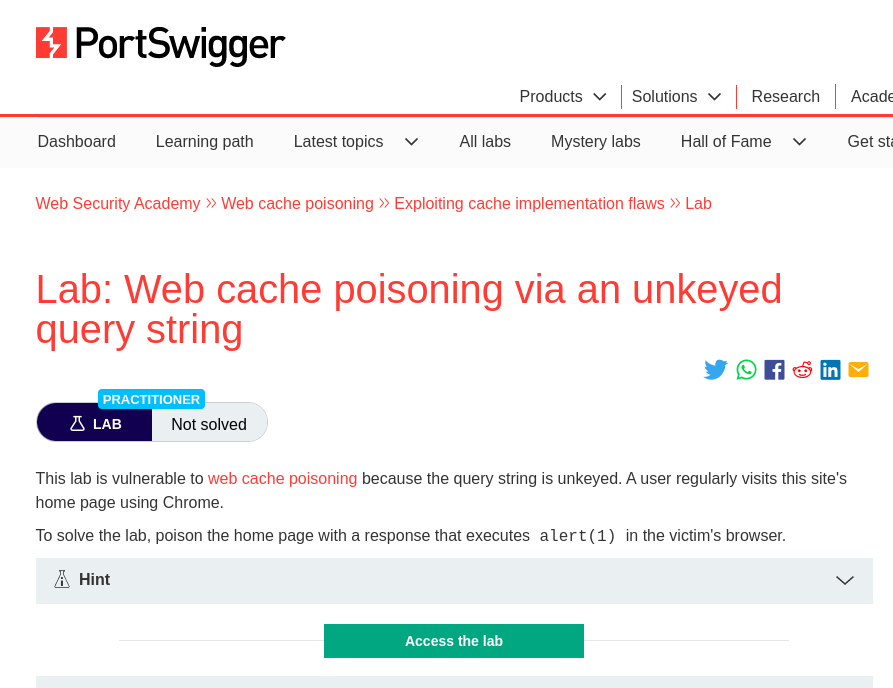 PortSwigger
Products Solutions Research Acade
Dashboard Learning path Latest topics All labs Mystery labs Hall of Fame Get sta
Web Security Academy >> Web cache poisoning >> Exploiting cache implementation flaws >> Lab
Lab: Web cache poisoning via an unkeyed
query string
PRACTITIONER
LAB Not solved
This lab is vulnerable to web cache poisoning because the query string is unkeyed. A user regularly visits this site's
home page using Chrome.
To solve the lab, poison the home page with a response that executes alert(1) in the victim's browser.
Hint
Access the lab